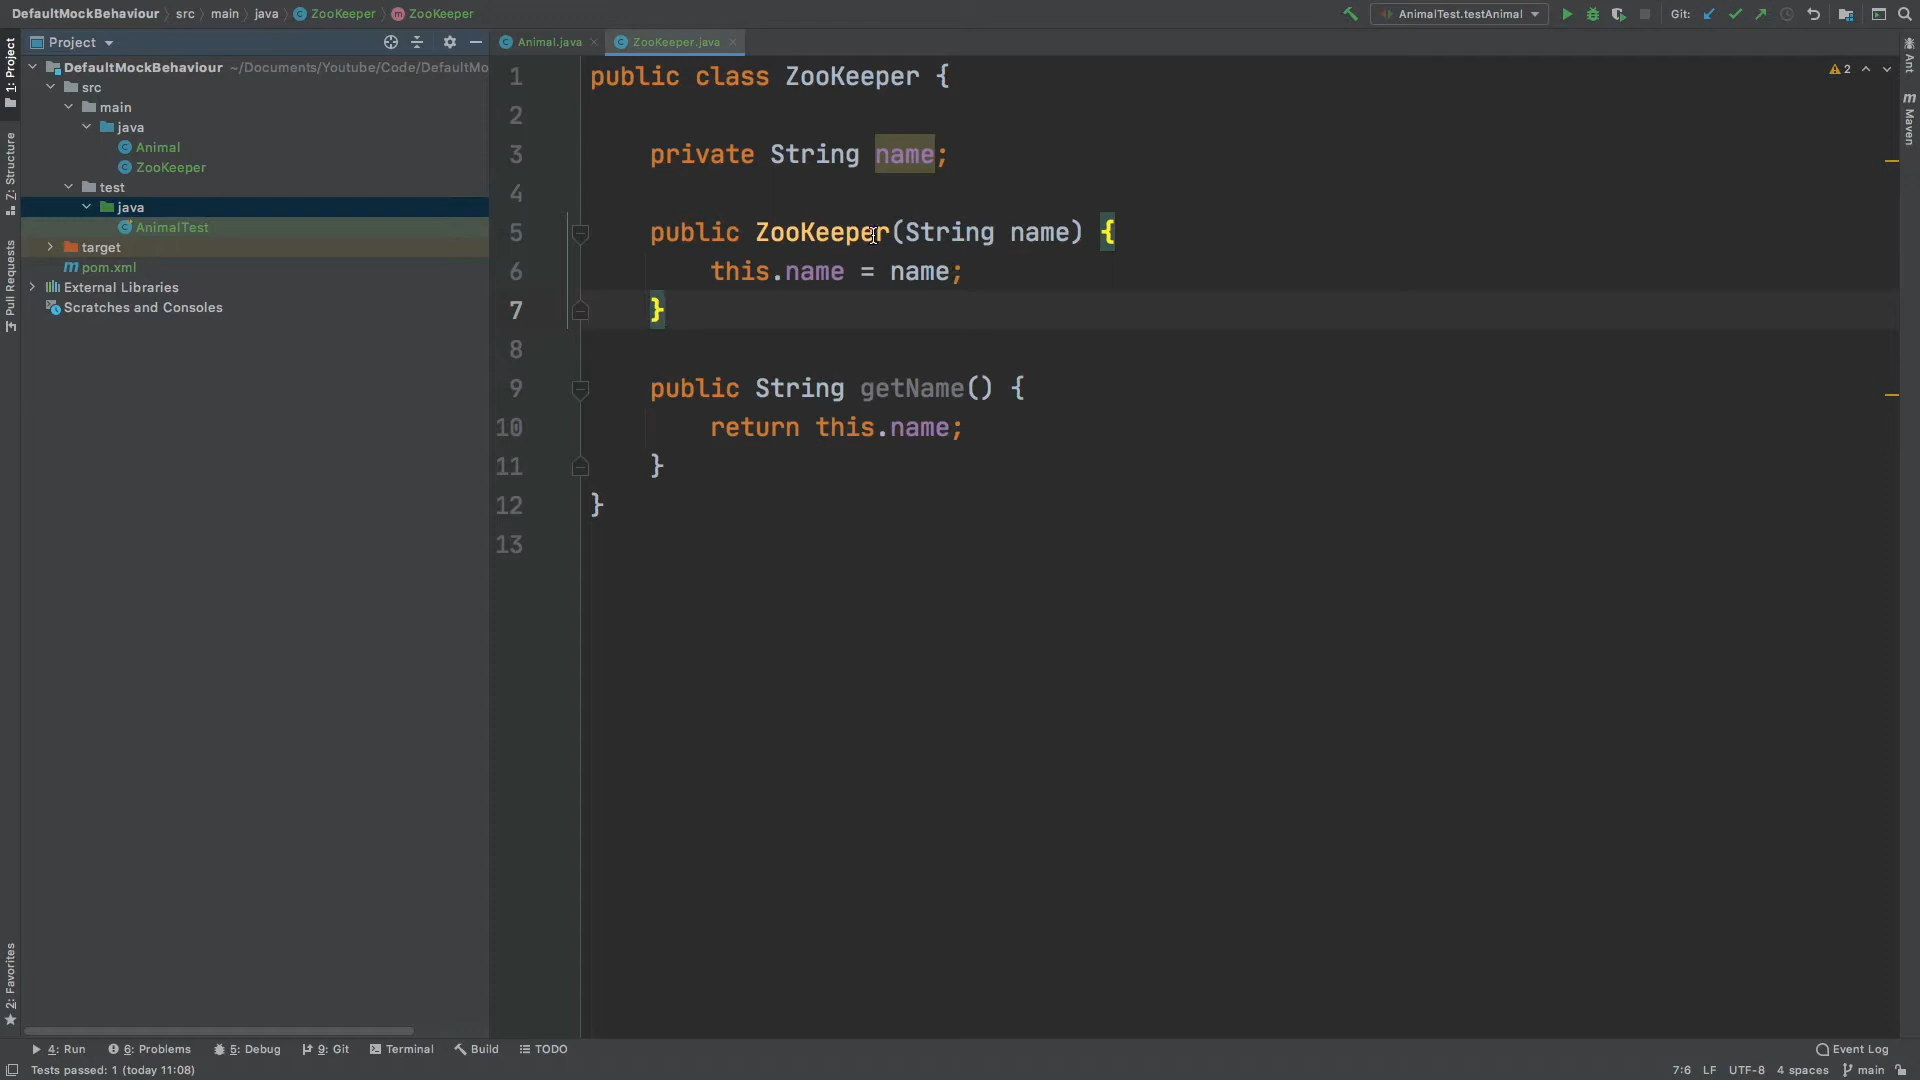 DefaultMockBehaviour src main java ZooKeeper ZooKeeper
AnimalTest.testAnimal Git:
Project
Animal.java ZooKeeper.java
2
DefaultMockBehaviour ~/Documents/Youtube/Code/DefaultMo
src
main
java
Animal
ZooKeeper
test
java
AnimalTest
target
pom.xml
External Libraries
Scratches and Consoles
1: Project
Z: Structure
Pull Requests
2: Favorites
1 public class ZooKeeper {
2
3 private String name;
4
5 public ZooKeeper(String name) {
6 this.name = name;
7 }
8
9 public String getName() {
10 return this.name;
11 }
12 }
13
Ant
Maven
4: Run 6: Problems 5: Debug 9: Git Terminal Build TODO Event Log
Tests passed: 1 (today 11:08) 7:6 LF UTF-8 4 spaces main